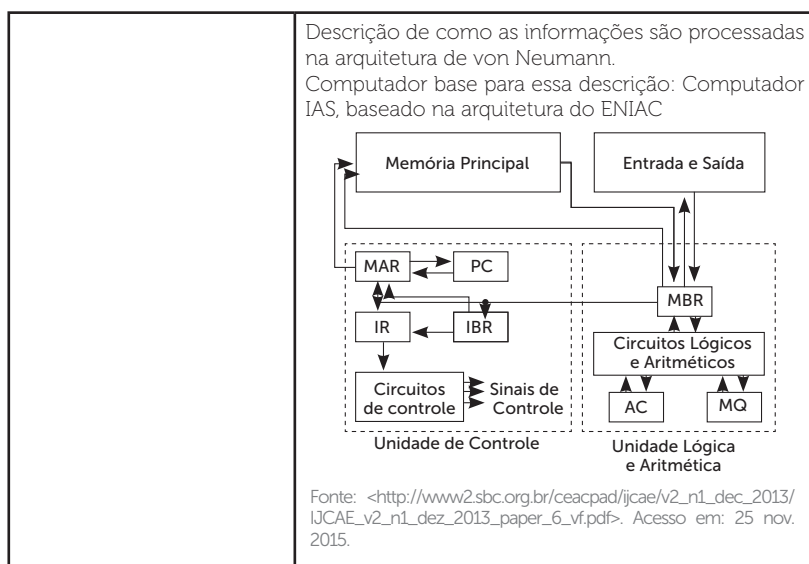 Descrição de como as informações são processadas
na arquitetura de von Neumann.
Computador base para essa descrição: Computador
IAS, baseado na arquitetura do ENIAC
Memória Principal
Entrada e Saída
MAR
PC
MBR
IR
IBR
Circuitos Lógicos
e Aritméticos
Circuitos
de controle
Sinais de
Controle
AC
MQ
Unidade de Controle
Unidade Lógica
e Aritmética
Fonte: <http://www2.sbc.org.br/ceacpad/ijcae/v2_n1_dec_2013/
IJCAE_v2_n1_dez_2013_paper_6_vf.pdf>. Acesso em: 25 nov.
2015.